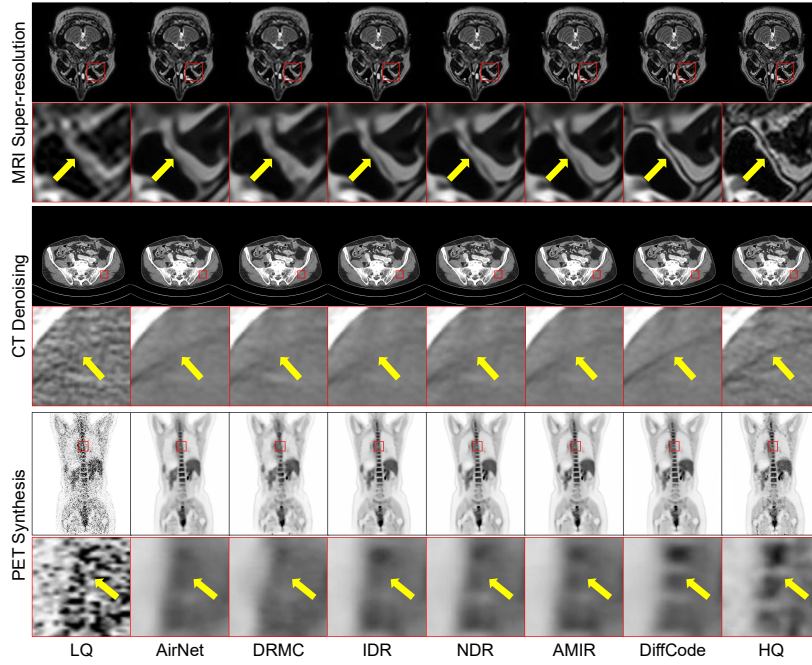 MRI Super-resolution
CT Denoising
PET Synthesis
LQ AirNet DRMC IDR NDR AMIR DiffCode HQ